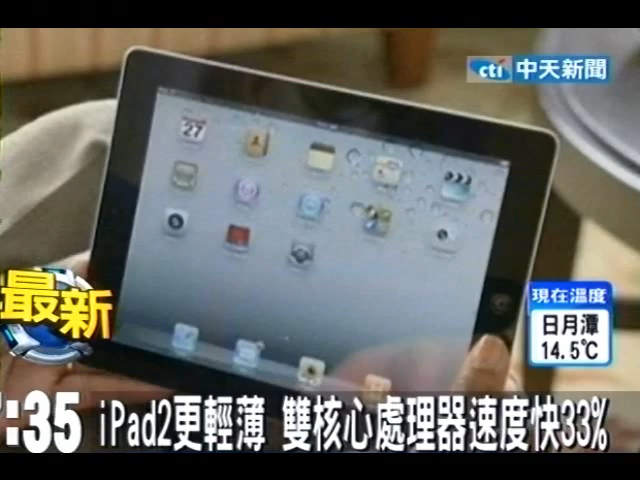 cti 中天新聞
27
最新
現在溫度
日月潭
14.5℃
:35 iPad2更輕薄 雙核心處理器速度快33%